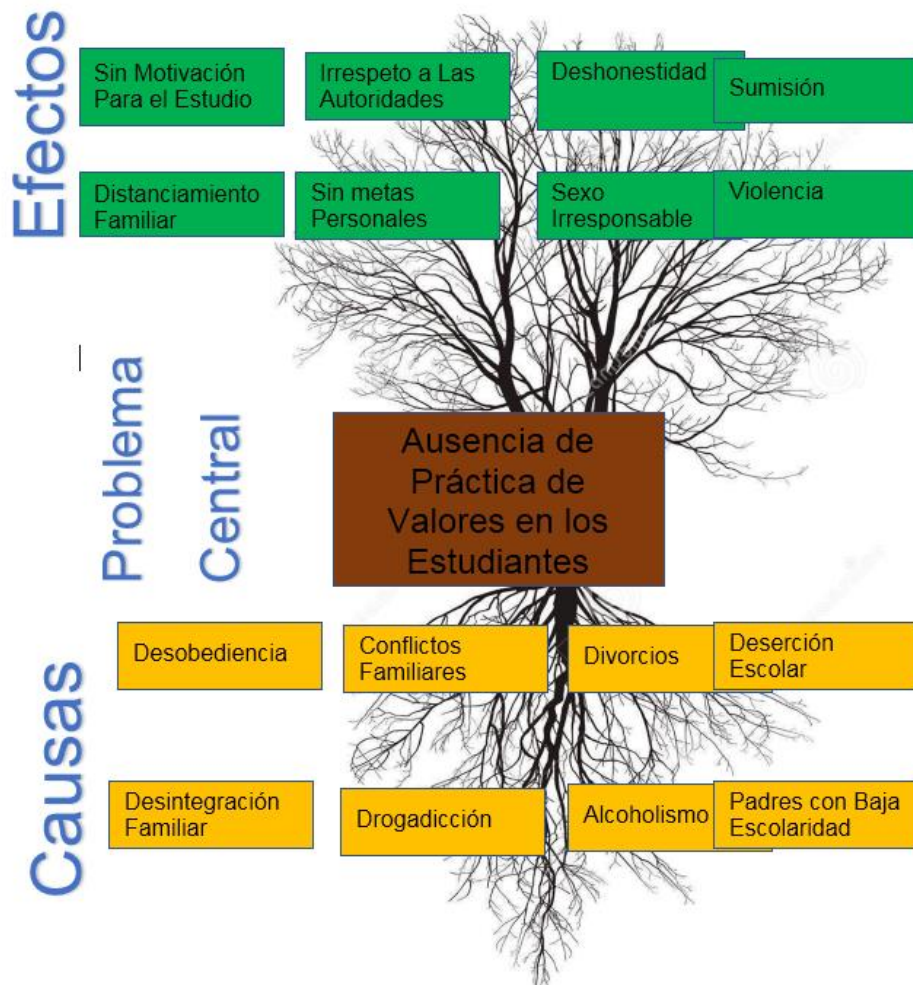 Efectos
Sin Motivación
Para el Estudio
Irrespeto a Las
Autoridades
Deshonestidad
Sumisión
Distanciamiento
Familiar
Sin metas
Personales
Sexo
Irresponsable
Violencia
Problema
Central
Ausencia de
Práctica de
Valores en los
Estudiantes
Causas
Desobediencia
Conflictos
Familiares
Divorcios
Deserción
Escolar
Desintegración
Familiar
Drogadicción
Alcoholismo
Padres con Baja
Escolaridad